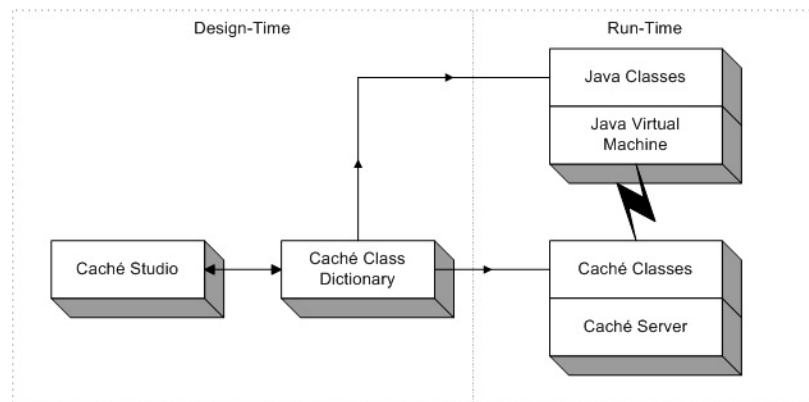 Design-Time
Run-Time
Java Classes
Java Virtual
Machine
Caché Studio
Caché Class
Dictionary
Caché Classes
Caché Server